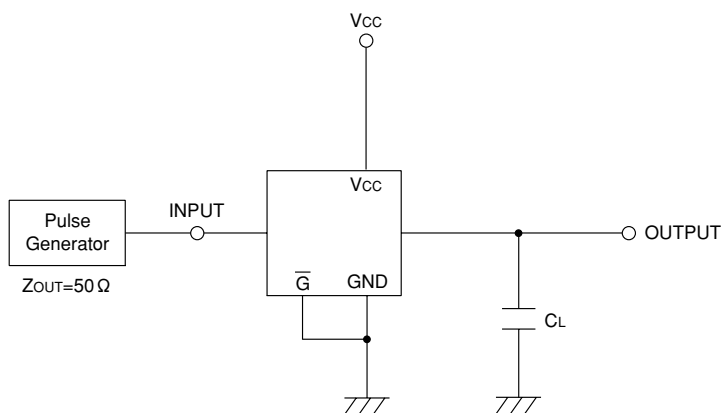 VCC
VCC
Pulse
Generator
INPUT
OUTPUT
ZOUT=50 Ω
G̅
GND
CL